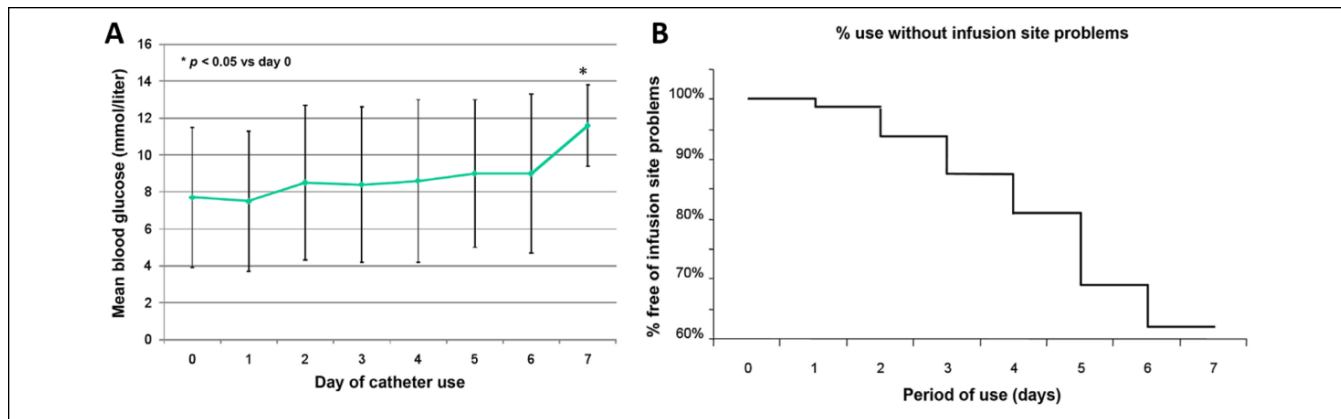 A
16
14
12
10
8
6
4
2
0
* p < 0.05 vs day 0
*
Mean blood glucose (mmol/liter)
0 1 2 3 4 5 6 7
Day of catheter use
B
% use without infusion site problems
100%
90%
80%
70%
60%
% free of infusion site problems
0 1 2 3 4 5 6 7
Period of use (days)